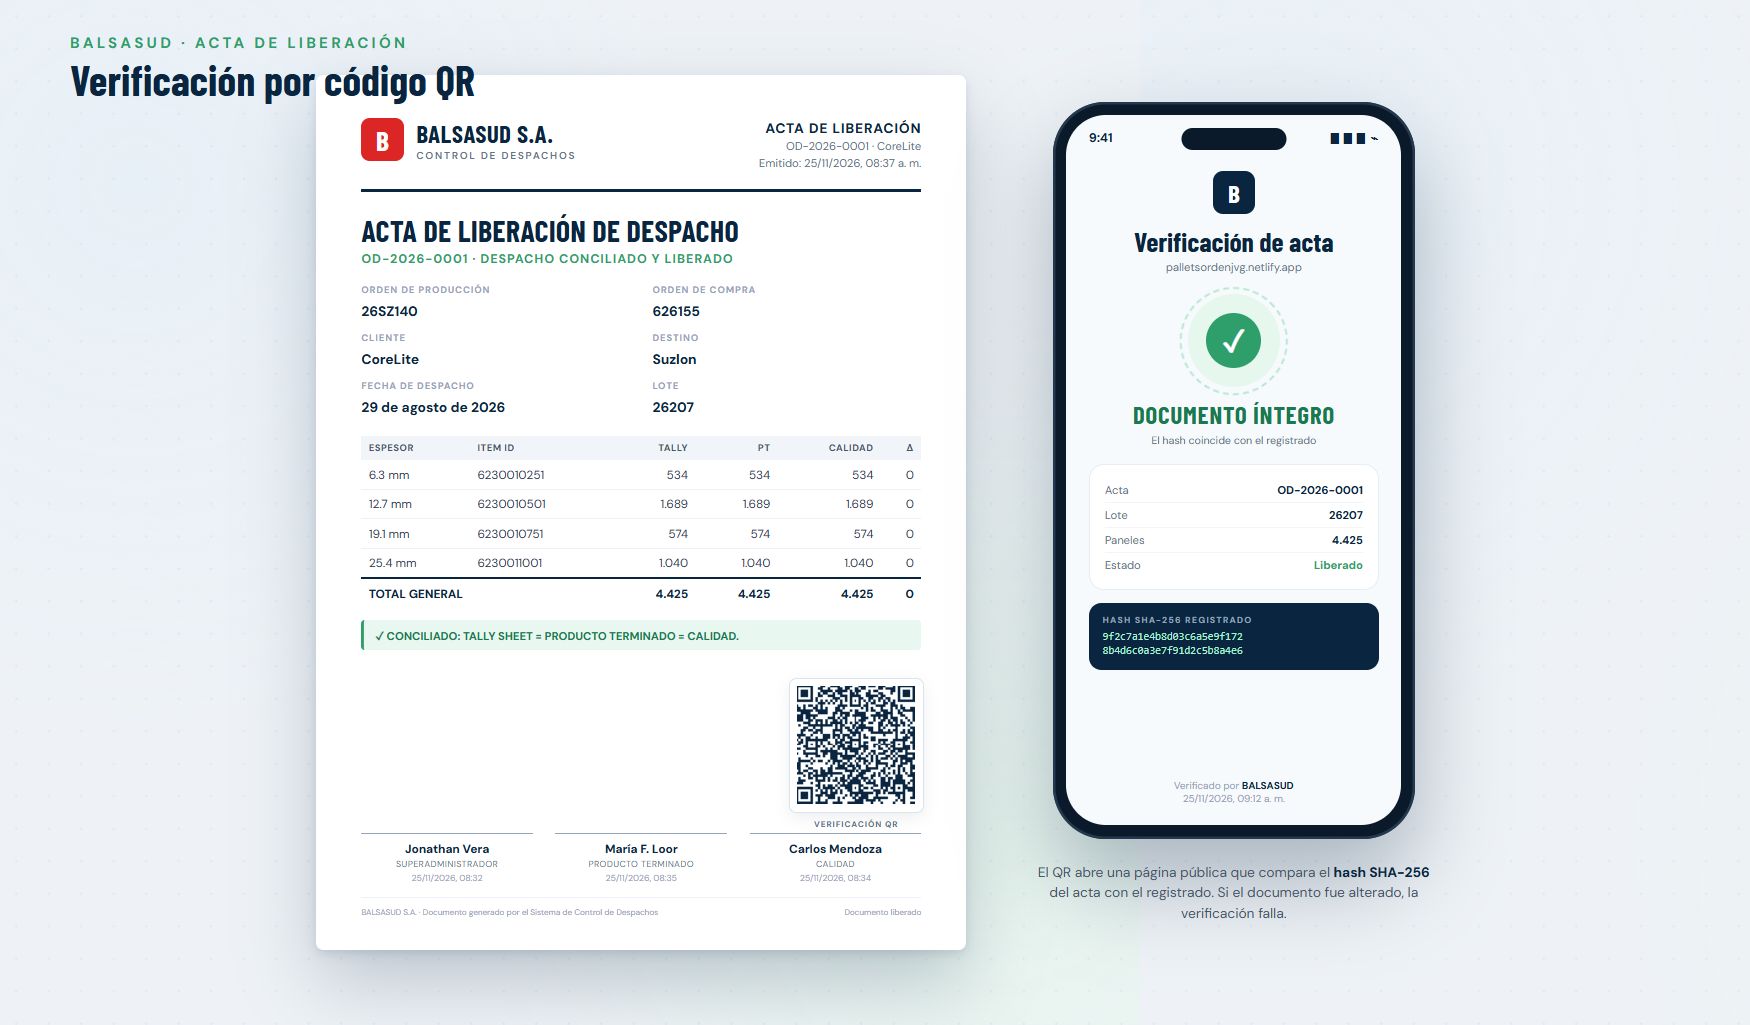 BALSASUD · ACTA DE LIBERACIÓN
Verificación por código QR
B
BALSASUD S.A.
CONTROL DE DESPACHOS
ACTA DE LIBERACIÓN
OD-2026-0001 · CoreLite
Emitido: 25/11/2026, 08:37 a. m.
ACTA DE LIBERACIÓN DE DESPACHO
OD-2026-0001 · DESPACHO CONCILIADO Y LIBERADO
ORDEN DE PRODUCCIÓN ORDEN DE COMPRA
26SZ140 626155
CLIENTE DESTINO
CoreLite Suzlon
FECHA DE DESPACHO LOTE
29 de agosto de 2026 26207
ESPESOR ITEM ID TALLY PT CALIDAD Δ
6.3 mm 6230010251 534 534 534 0
12.7 mm 6230010501 1.689 1.689 1.689 0
19.1 mm 6230010751 574 574 574 0
25.4 mm 6230011001 1.040 1.040 1.040 0
TOTAL GENERAL 4.425 4.425 4.425 0
✓ CONCILIADO: TALLY SHEET = PRODUCTO TERMINADO = CALIDAD.
VERIFICACIÓN QR
Jonathan Vera María F. Loor Carlos Mendoza
SUPERADMINISTRADOR PRODUCTO TERMINADO CALIDAD
25/11/2026, 08:32 25/11/2026, 08:35 25/11/2026, 08:34
BALSASUD S.A. · Documento generado por el Sistema de Control de Despachos Documento liberado
9:41
B
Verificación de acta
palletsordenjvg.netlify.app
✓
DOCUMENTO ÍNTEGRO
El hash coincide con el registrado
Acta OD-2026-0001
Lote 26207
Paneles 4.425
Estado Liberado
HASH SHA-256 REGISTRADO
9f2c7a1e4b8d03c6a5e9f172
8b4d6c0a3e7f91d2c5b8a4e6
Verificado por BALSASUD
25/11/2026, 09:12 a. m.
El QR abre una página pública que compara el hash SHA-256
del acta con el registrado. Si el documento fue alterado, la
verificación falla.